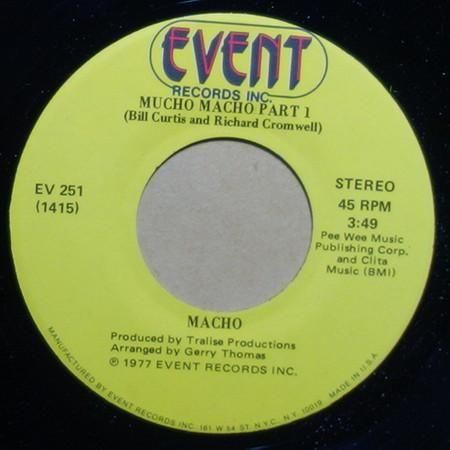 EVENT
RECORDS INC.
MUCHO MACHO PART 1
(Bill Curtis and Richard Cromwell)
EV 251
(1415)
STEREO
45 RPM
3:49
Pee Wee Music
Publishing Corp.
and Clita
Music (BMI)
MACHO
Produced by Tralise Productions
Arranged by Gerry Thomas
℗ 1977 EVENT RECORDS INC.
MANUFACTURED BY EVENT RECORDS INC. 161 W. 54 ST. N.Y.C. N.Y. 10019 MADE IN U.S.A.